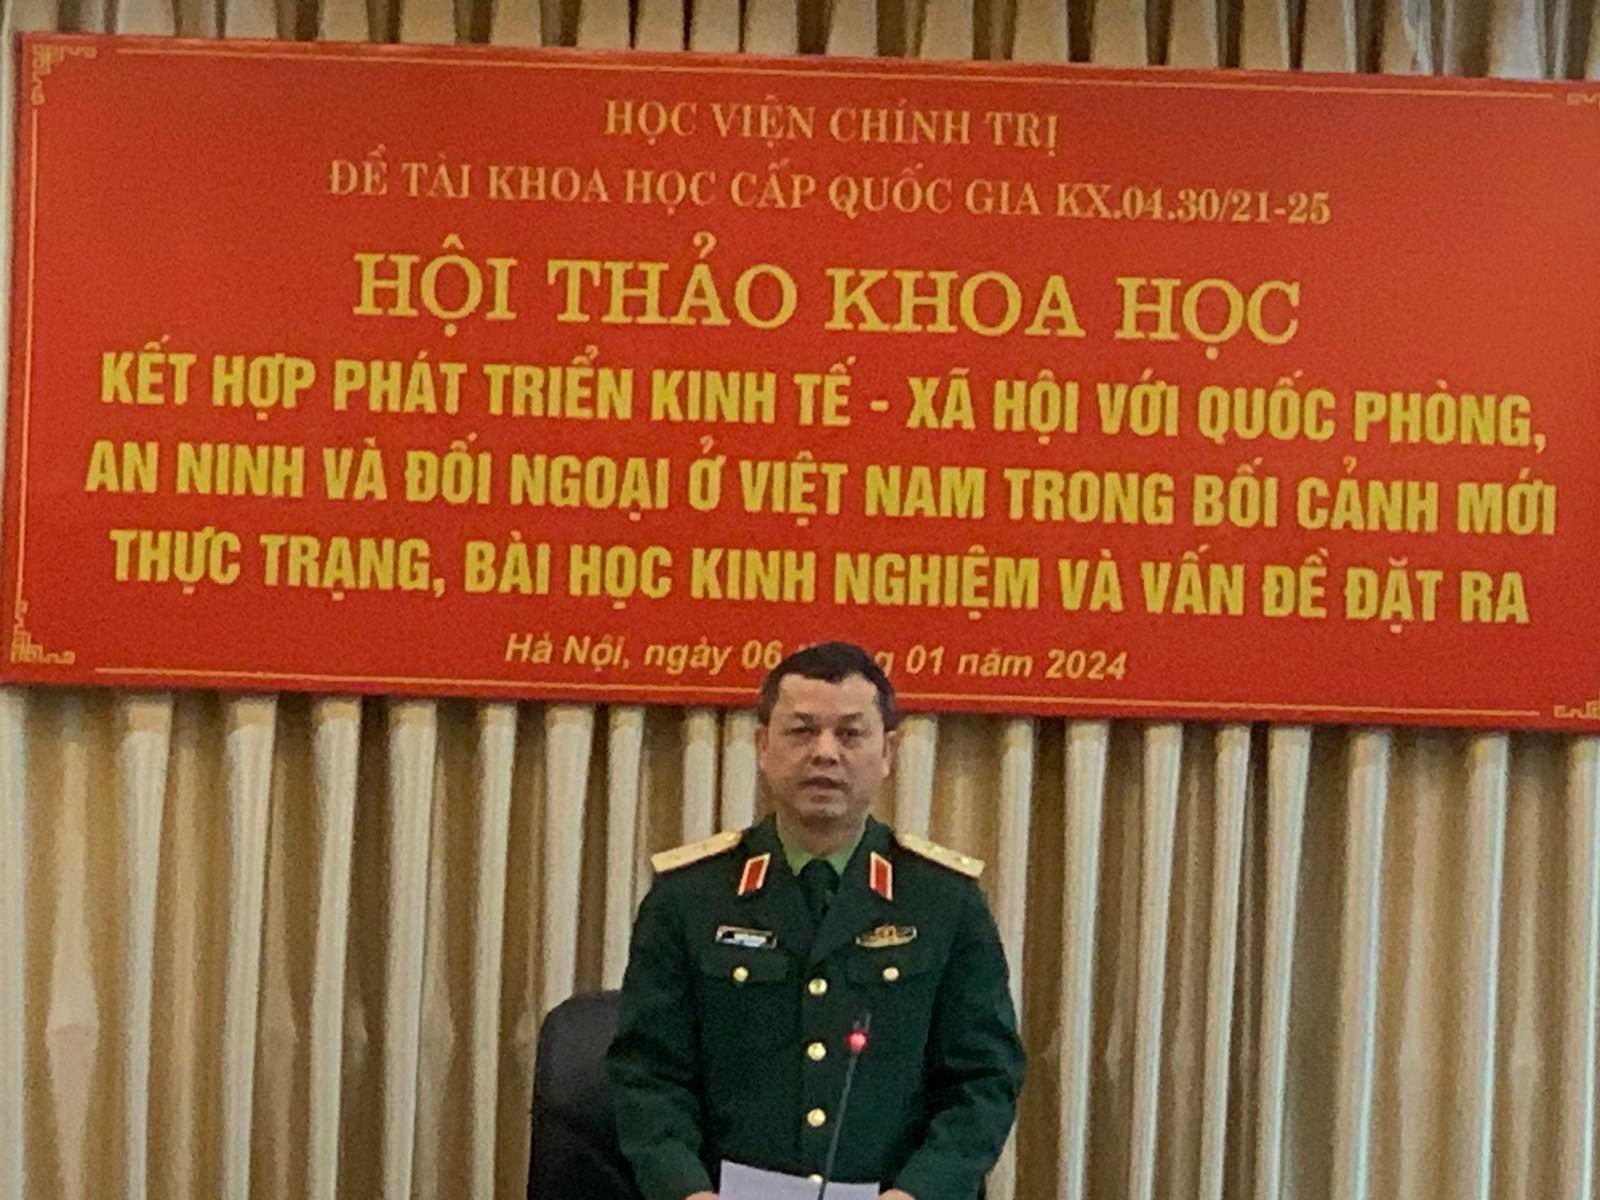 HỌC VIỆN CHÍNH TRỊ
ĐỀ TÀI KHOA HỌC CẤP QUỐC GIA KX.04.30/21-25
HỘI THẢO KHOA HỌC
KẾT HỢP PHÁT TRIỂN KINH TẾ - XÃ HỘI VỚI QUỐC PHÒNG,
AN NINH VÀ ĐỐI NGOẠI Ở VIỆT NAM TRONG BỐI CẢNH MỚI
THỰC TRẠNG, BÀI HỌC KINH NGHIỆM VÀ VẤN ĐỀ ĐẶT RA
Hà Nội, ngày 06 01 năm 2024